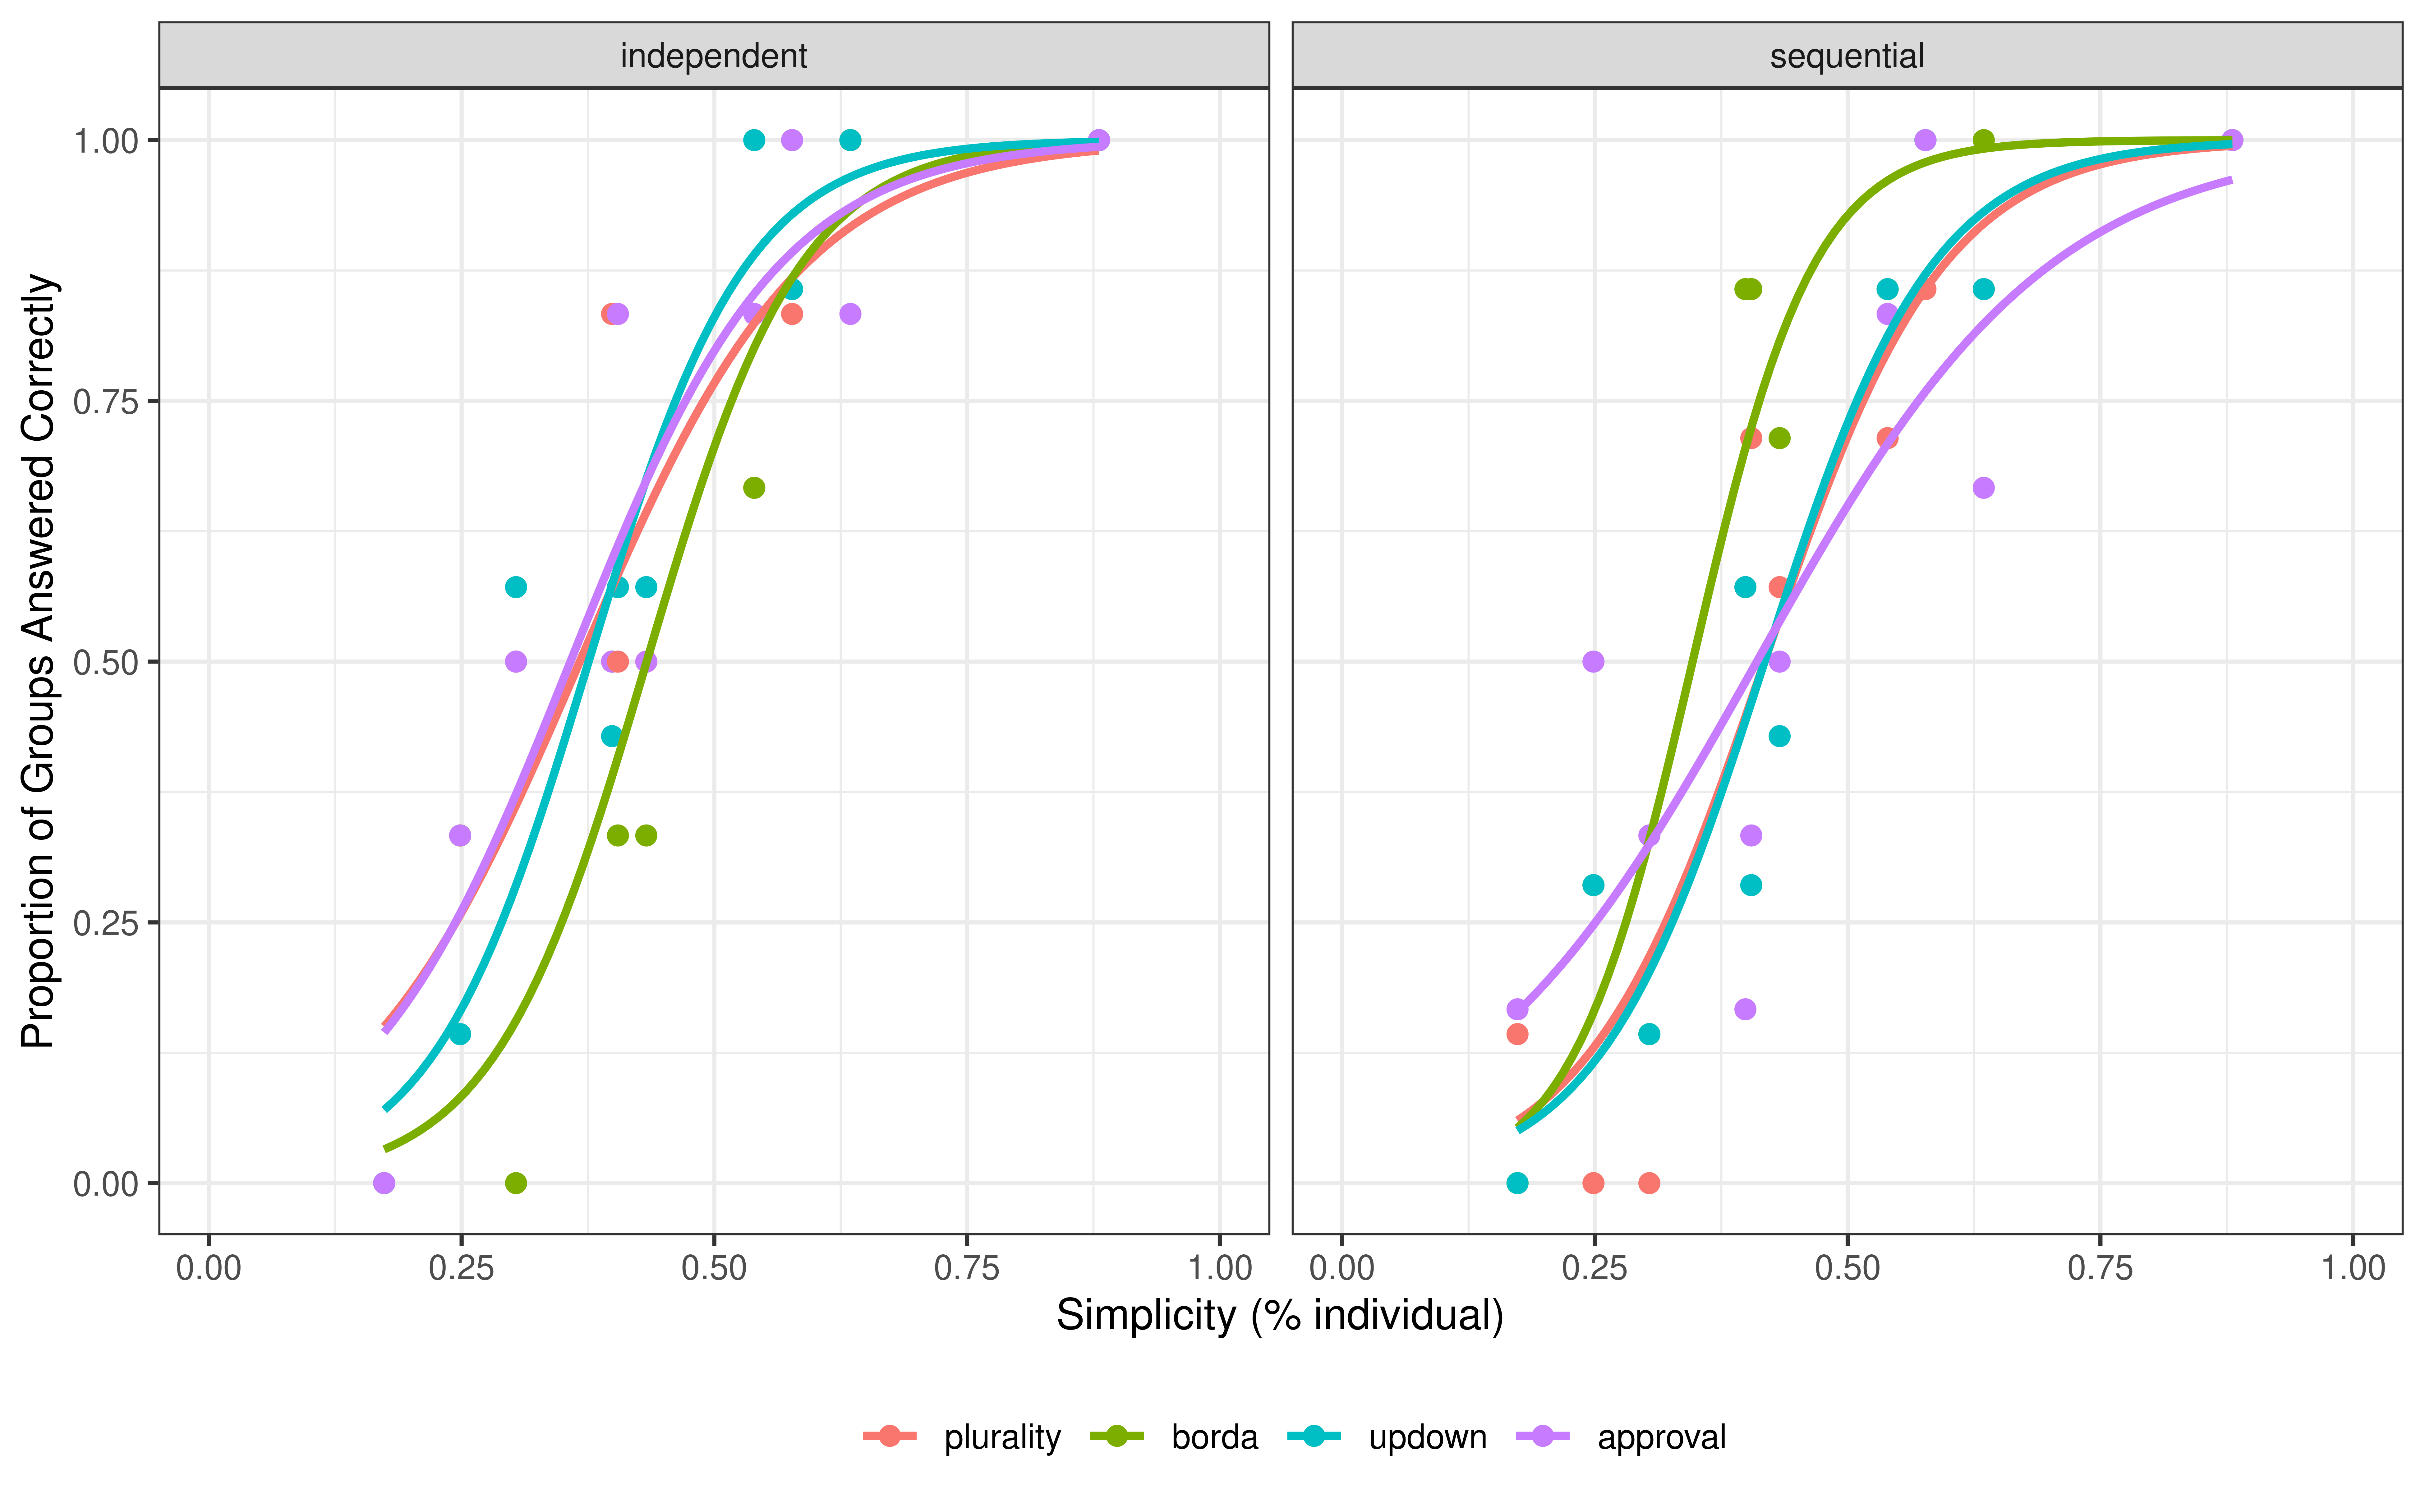 independent
sequential
Proportion of Groups Answered Correctly
1.00
0.75
0.50
0.25
0.00
0.00 0.25 0.50 0.75 1.00
0.00 0.25 0.50 0.75 1.00
Simplicity (% individual)
plurality borda updown approval